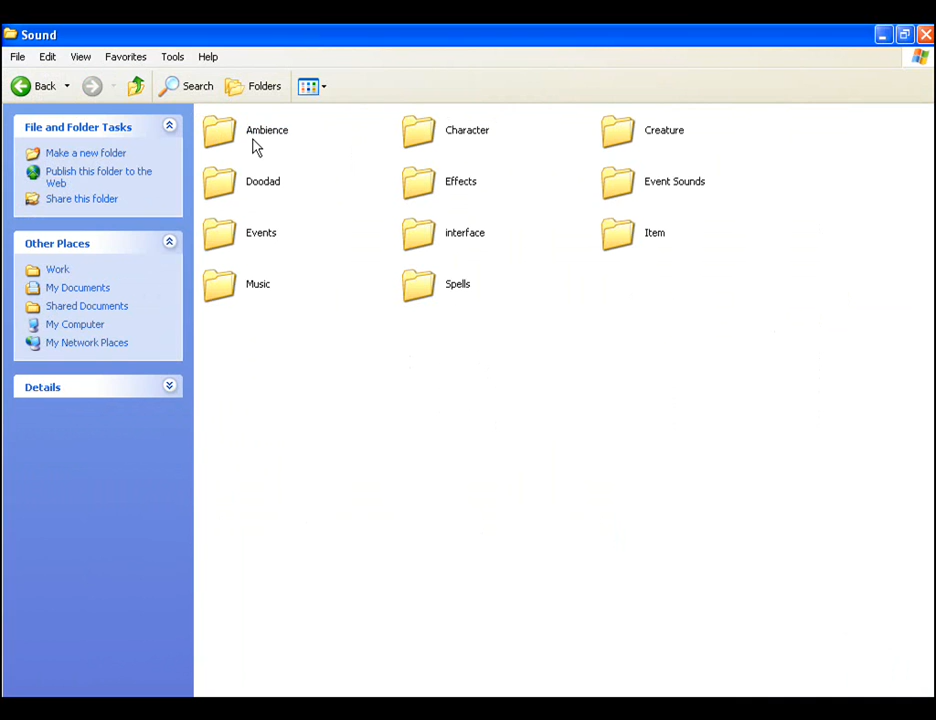 Sound
File Edit View Favorites Tools Help
Back Search Folders
File and Folder Tasks
Make a new folder
Publish this folder to the
Web
Share this folder
Other Places
Work
My Documents
Shared Documents
My Computer
My Network Places
Details
Ambience Character Creature
Doodad Effects Event Sounds
Events interface Item
Music Spells